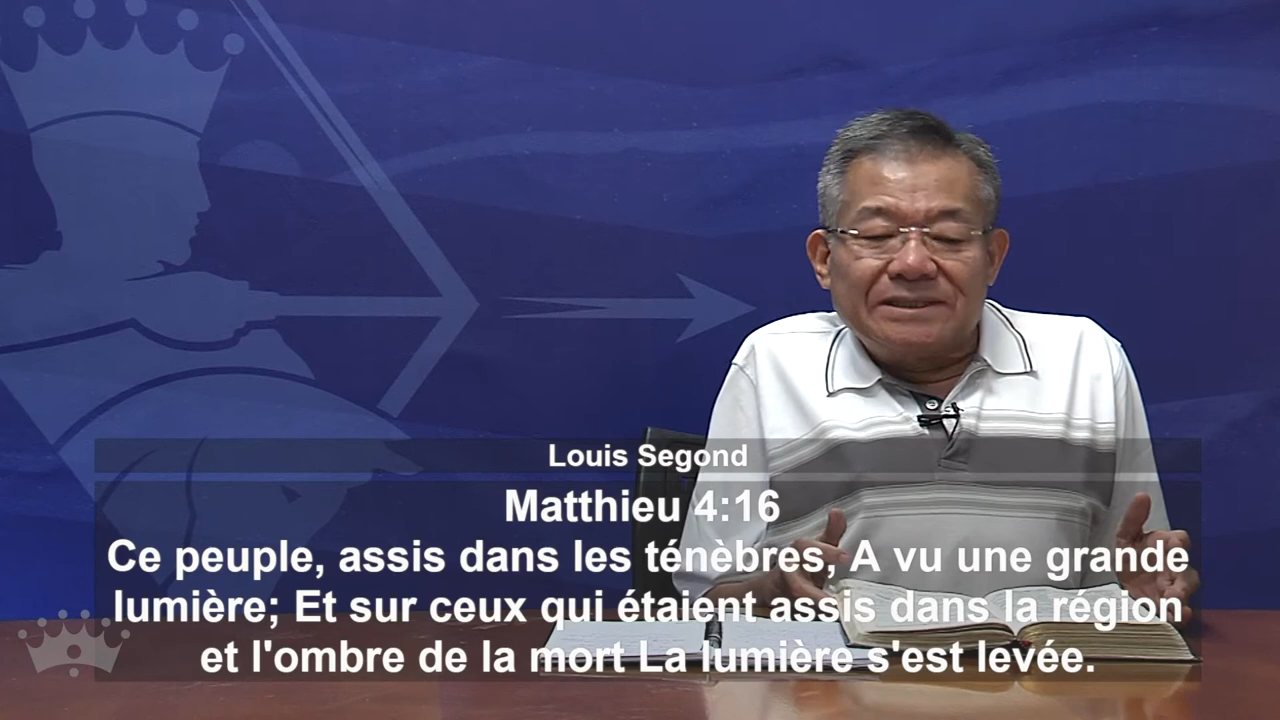 Louis Segond
Matthieu 4:16
Ce peuple, assis dans les ténèbres, A vu une grande
lumière; Et sur ceux qui étaient assis dans la région
et l'ombre de la mort La lumière s'est levée.